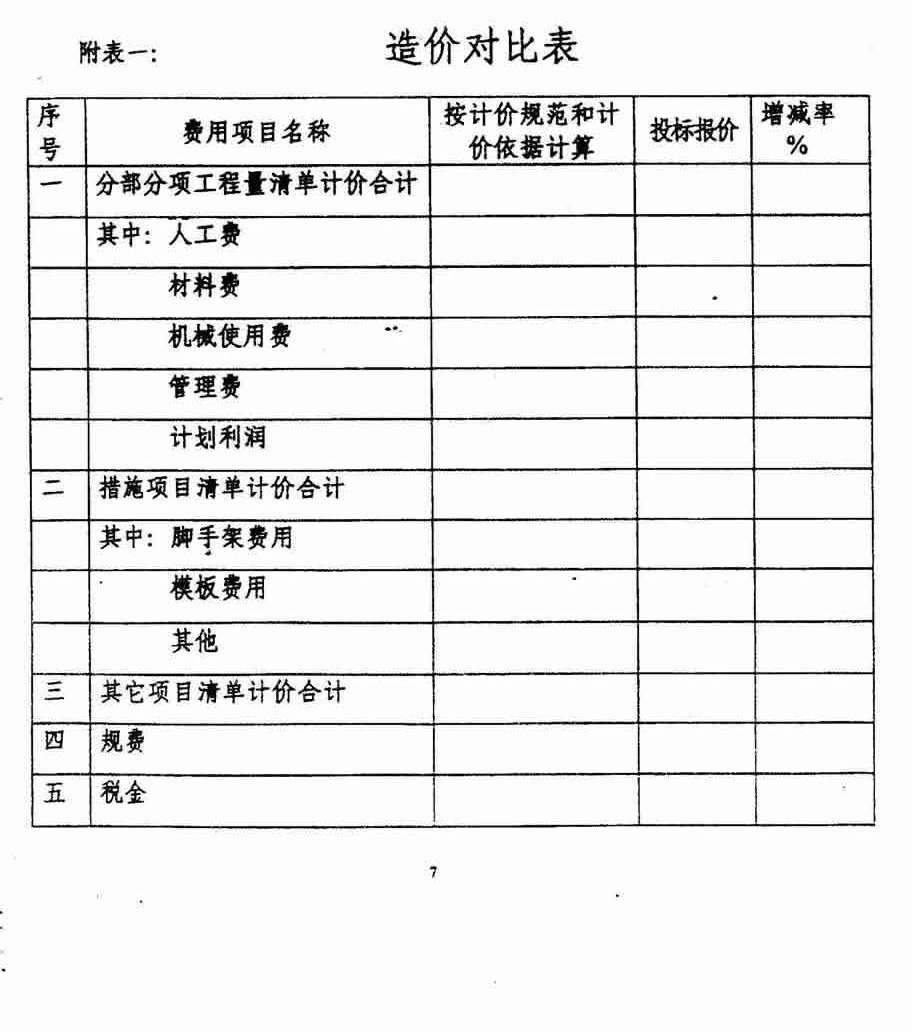 附表一：
造价对比表
序号
费用项目名称
按计价规范和计
价依据计算
投标报价
增减率
%
一 分部分项工程量清单计价合计
其中：人工费
材料费
机械使用费
管理费
计划利润
二 措施项目清单计价合计
其中：脚手架费用
模板费用
其他
三 其它项目清单计价合计
四 规费
五 税金
7